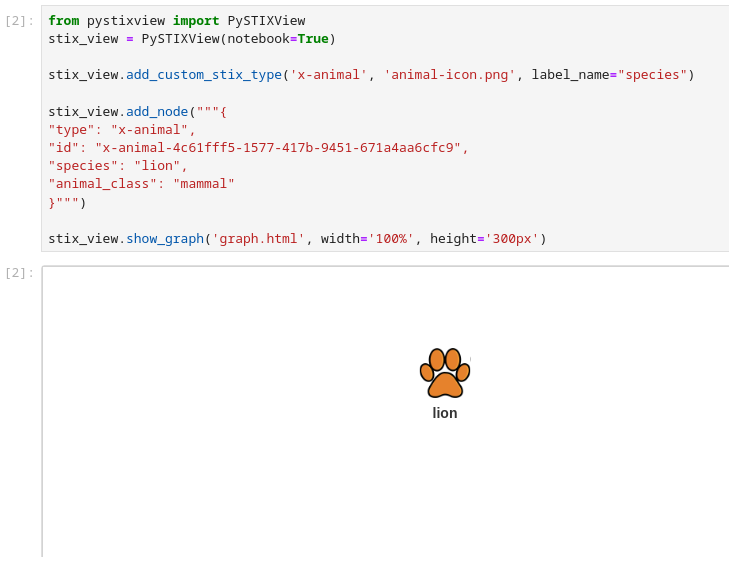 [2]:
from pystixview import PySTIXView
stix_view = PySTIXView(notebook=True)
stix_view.add_custom_stix_type('x-animal', 'animal-icon.png', label_name="species")
stix_view.add_node("""{
"type": "x-animal",
"id": "x-animal-4c61fff5-1577-417b-9451-671a4aa6cfc9",
"species": "lion",
"animal_class": "mammal"
}""")
stix_view.show_graph('graph.html', width='100%', height='300px')
[2]:
lion